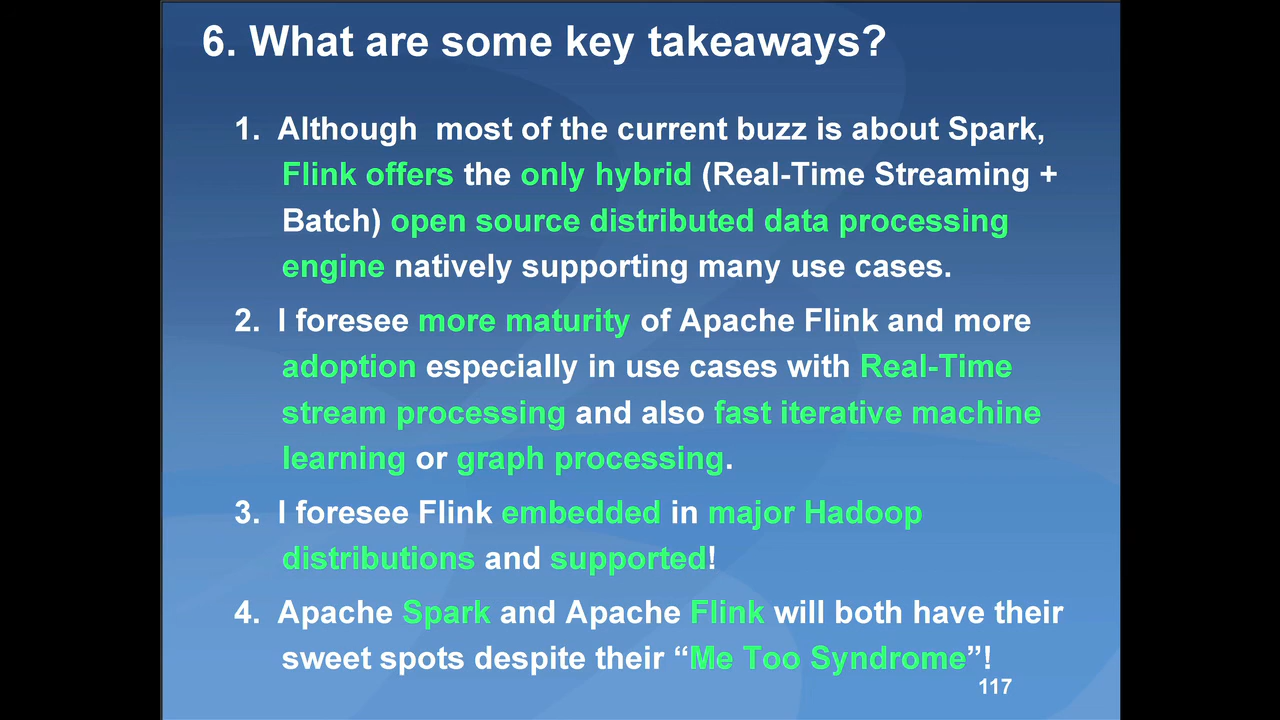 6. What are some key takeaways?
1. Although most of the current buzz is about Spark,
Flink offers the only hybrid (Real-Time Streaming +
Batch) open source distributed data processing
engine natively supporting many use cases.
2. I foresee more maturity of Apache Flink and more
adoption especially in use cases with Real-Time
stream processing and also fast iterative machine
learning or graph processing.
3. I foresee Flink embedded in major Hadoop
distributions and supported!
4. Apache Spark and Apache Flink will both have their
sweet spots despite their “Me Too Syndrome”!
117